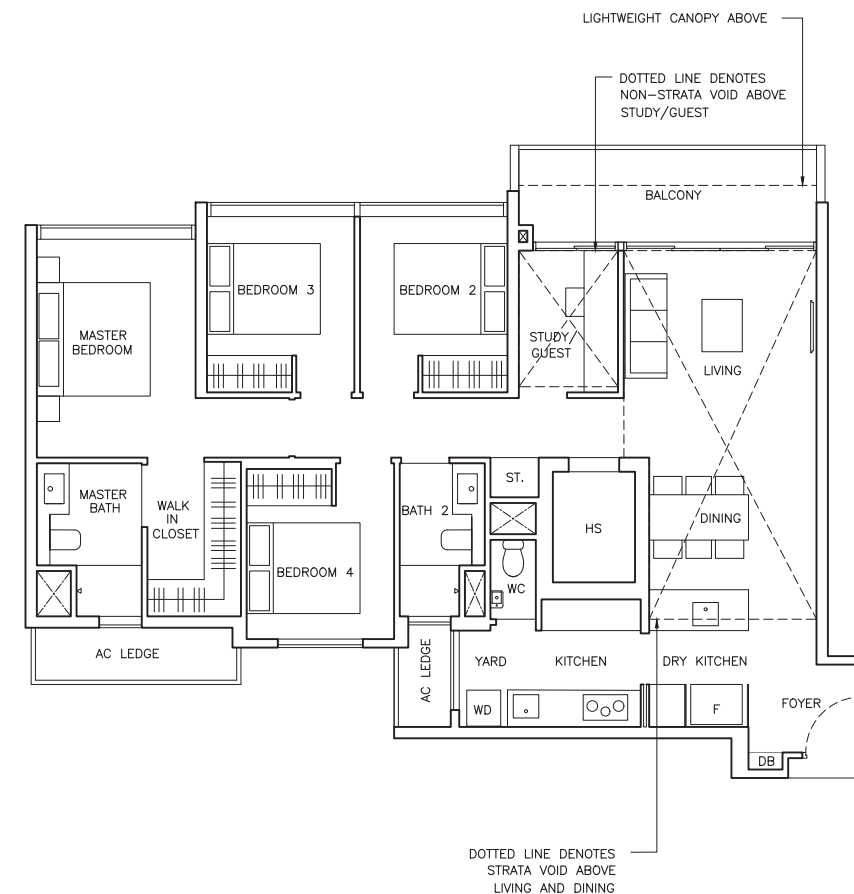 LIGHTWEIGHT CANOPY ABOVE
DOTTED LINE DENOTES
NON-STRATA VOID ABOVE
STUDY/GUEST
BALCONY
BEDROOM 3
BEDROOM 2
MASTER
BEDROOM
STUDY/
GUEST
LIVING
MASTER
BATH
WALK
IN
CLOSET
BATH 2
ST.
HS
DINING
BEDROOM 4
WC
AC LEDGE
AC LEDGE
YARD
KITCHEN
DRY KITCHEN
WD
F
FOYER
DB
DOTTED LINE DENOTES
STRATA VOID ABOVE
LIVING AND DINING